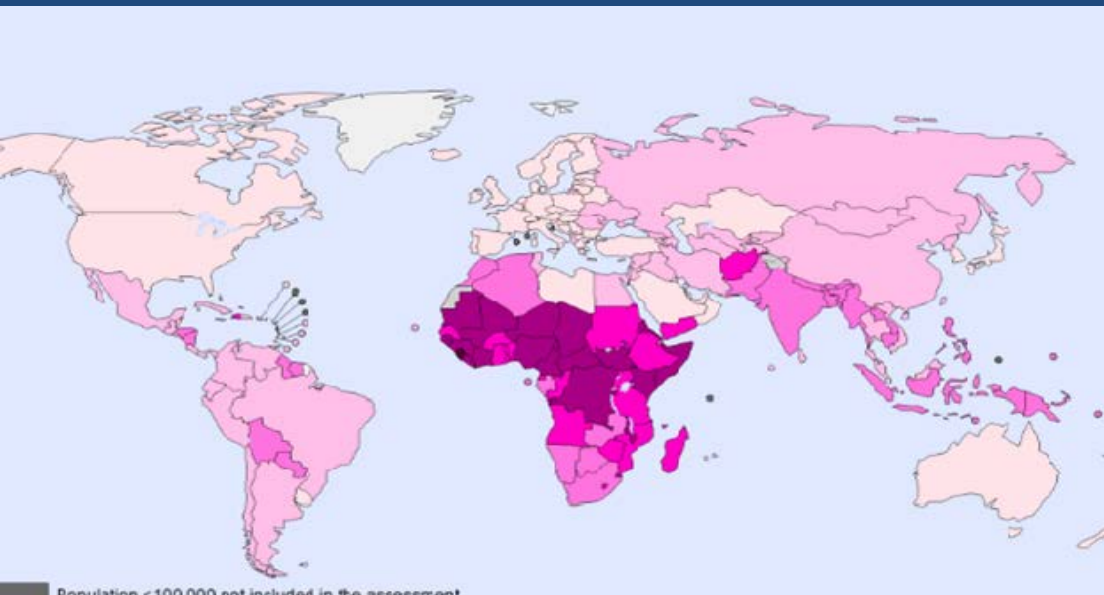 Population <100 000 not included in the assessment